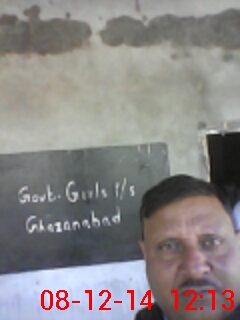 Govt. Girls P/s
Ghazanabad
08-12-14 12:13